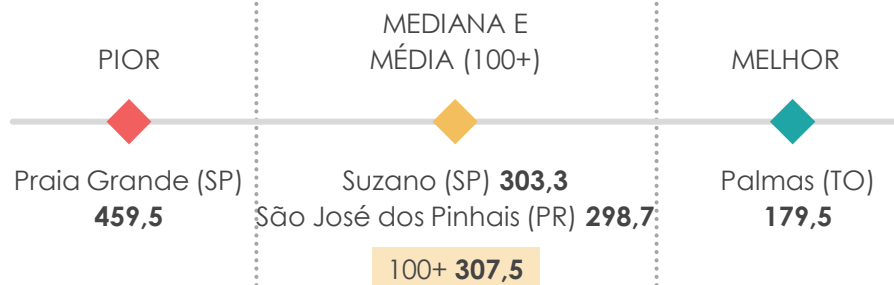 PIOR
MEDIANA E
MÉDIA (100+)
MELHOR
Praia Grande (SP)
459,5
Suzano (SP) 303,3
São José dos Pinhais (PR) 298,7
100+ 307,5
Palmas (TO)
179,5